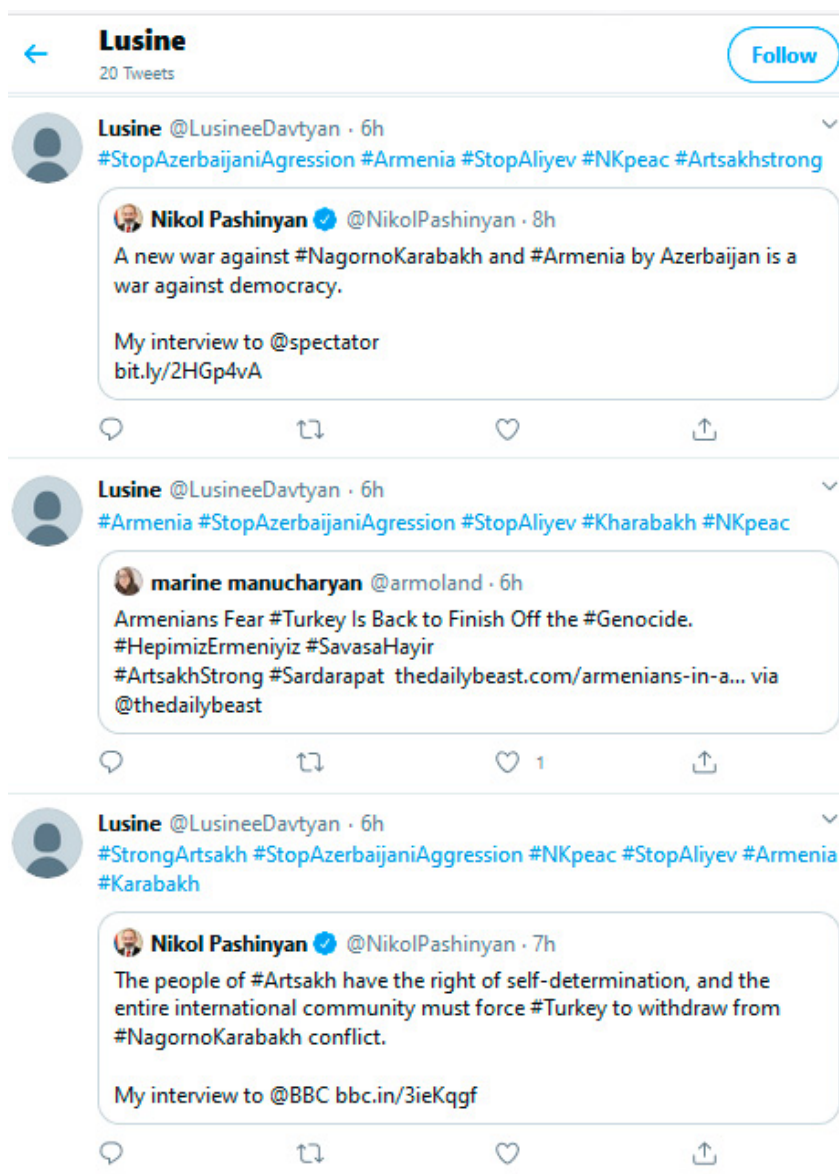 Lusine
20 Tweets
Follow
Lusine @LusineeDavtyan · 6h
#StopAzerbaijaniAgression #Armenia #StopAliyev #NKpeac #Artsakhstrong
Nikol Pashinyan @NikolPashinyan · 8h
A new war against #NagornoKarabakh and #Armenia by Azerbaijan is a
war against democracy.
My interview to @spectator
bit.ly/2HGp4vA
Lusine @LusineeDavtyan · 6h
#Armenia #StopAzerbaijaniAgression #StopAliyev #Kharabakh #NKpeac
marine manucharyan @armoland · 6h
Armenians Fear #Turkey Is Back to Finish Off the #Genocide.
#HepimizErmeniyiz #SavasaHayir
#ArtsakhStrong #Sardarapat thedailybeast.com/armenians-in-a... via
@thedailybeast
1
Lusine @LusineeDavtyan · 6h
#StrongArtsakh #StopAzerbaijaniAggression #NKpeac #StopAliyev #Armenia
#Karabakh
Nikol Pashinyan @NikolPashinyan · 7h
The people of #Artsakh have the right of self-determination, and the
entire international community must force #Turkey to withdraw from
#NagornoKarabakh conflict.
My interview to @BBC bbc.in/3ieKqgf